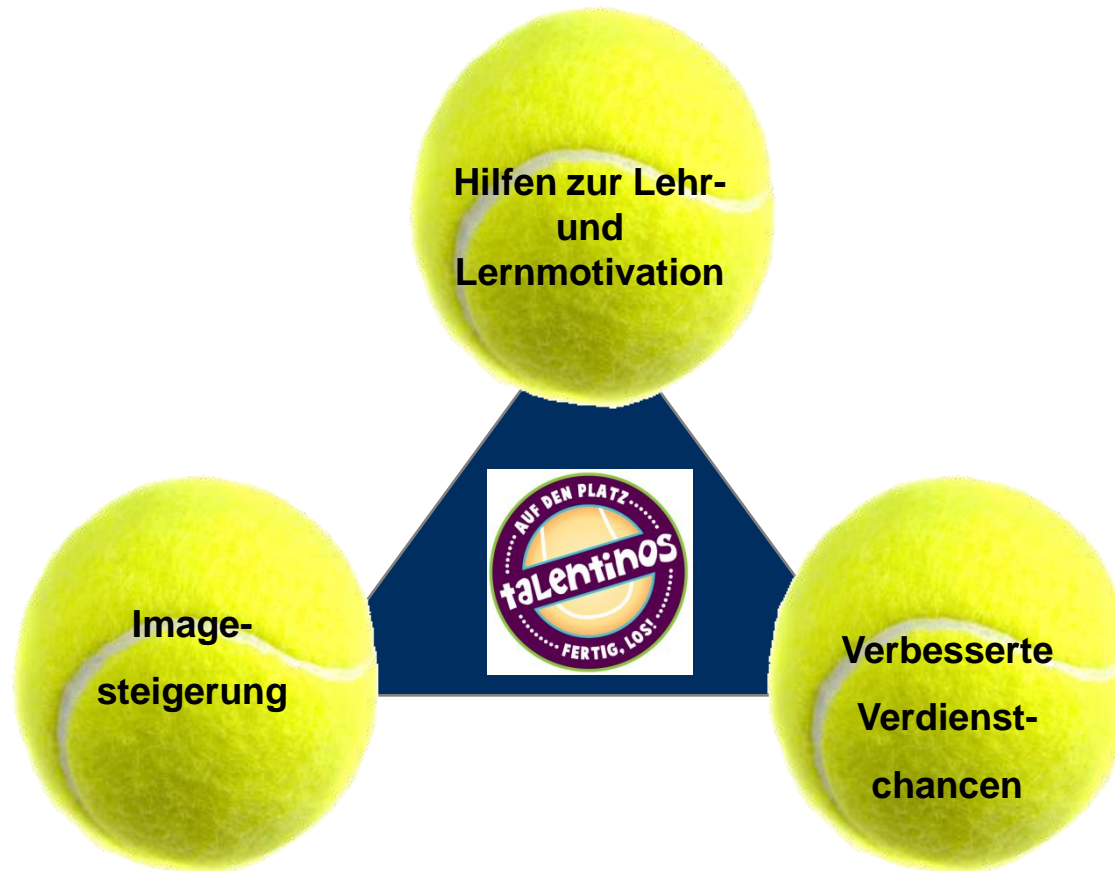 Hilfen zur Lehr-
und
Lernmotivation
AUF DEN PLATZ
taLentinos
FERTIG, LOS!
Image-
steigerung
Verbesserte
Verdienst-
chancen